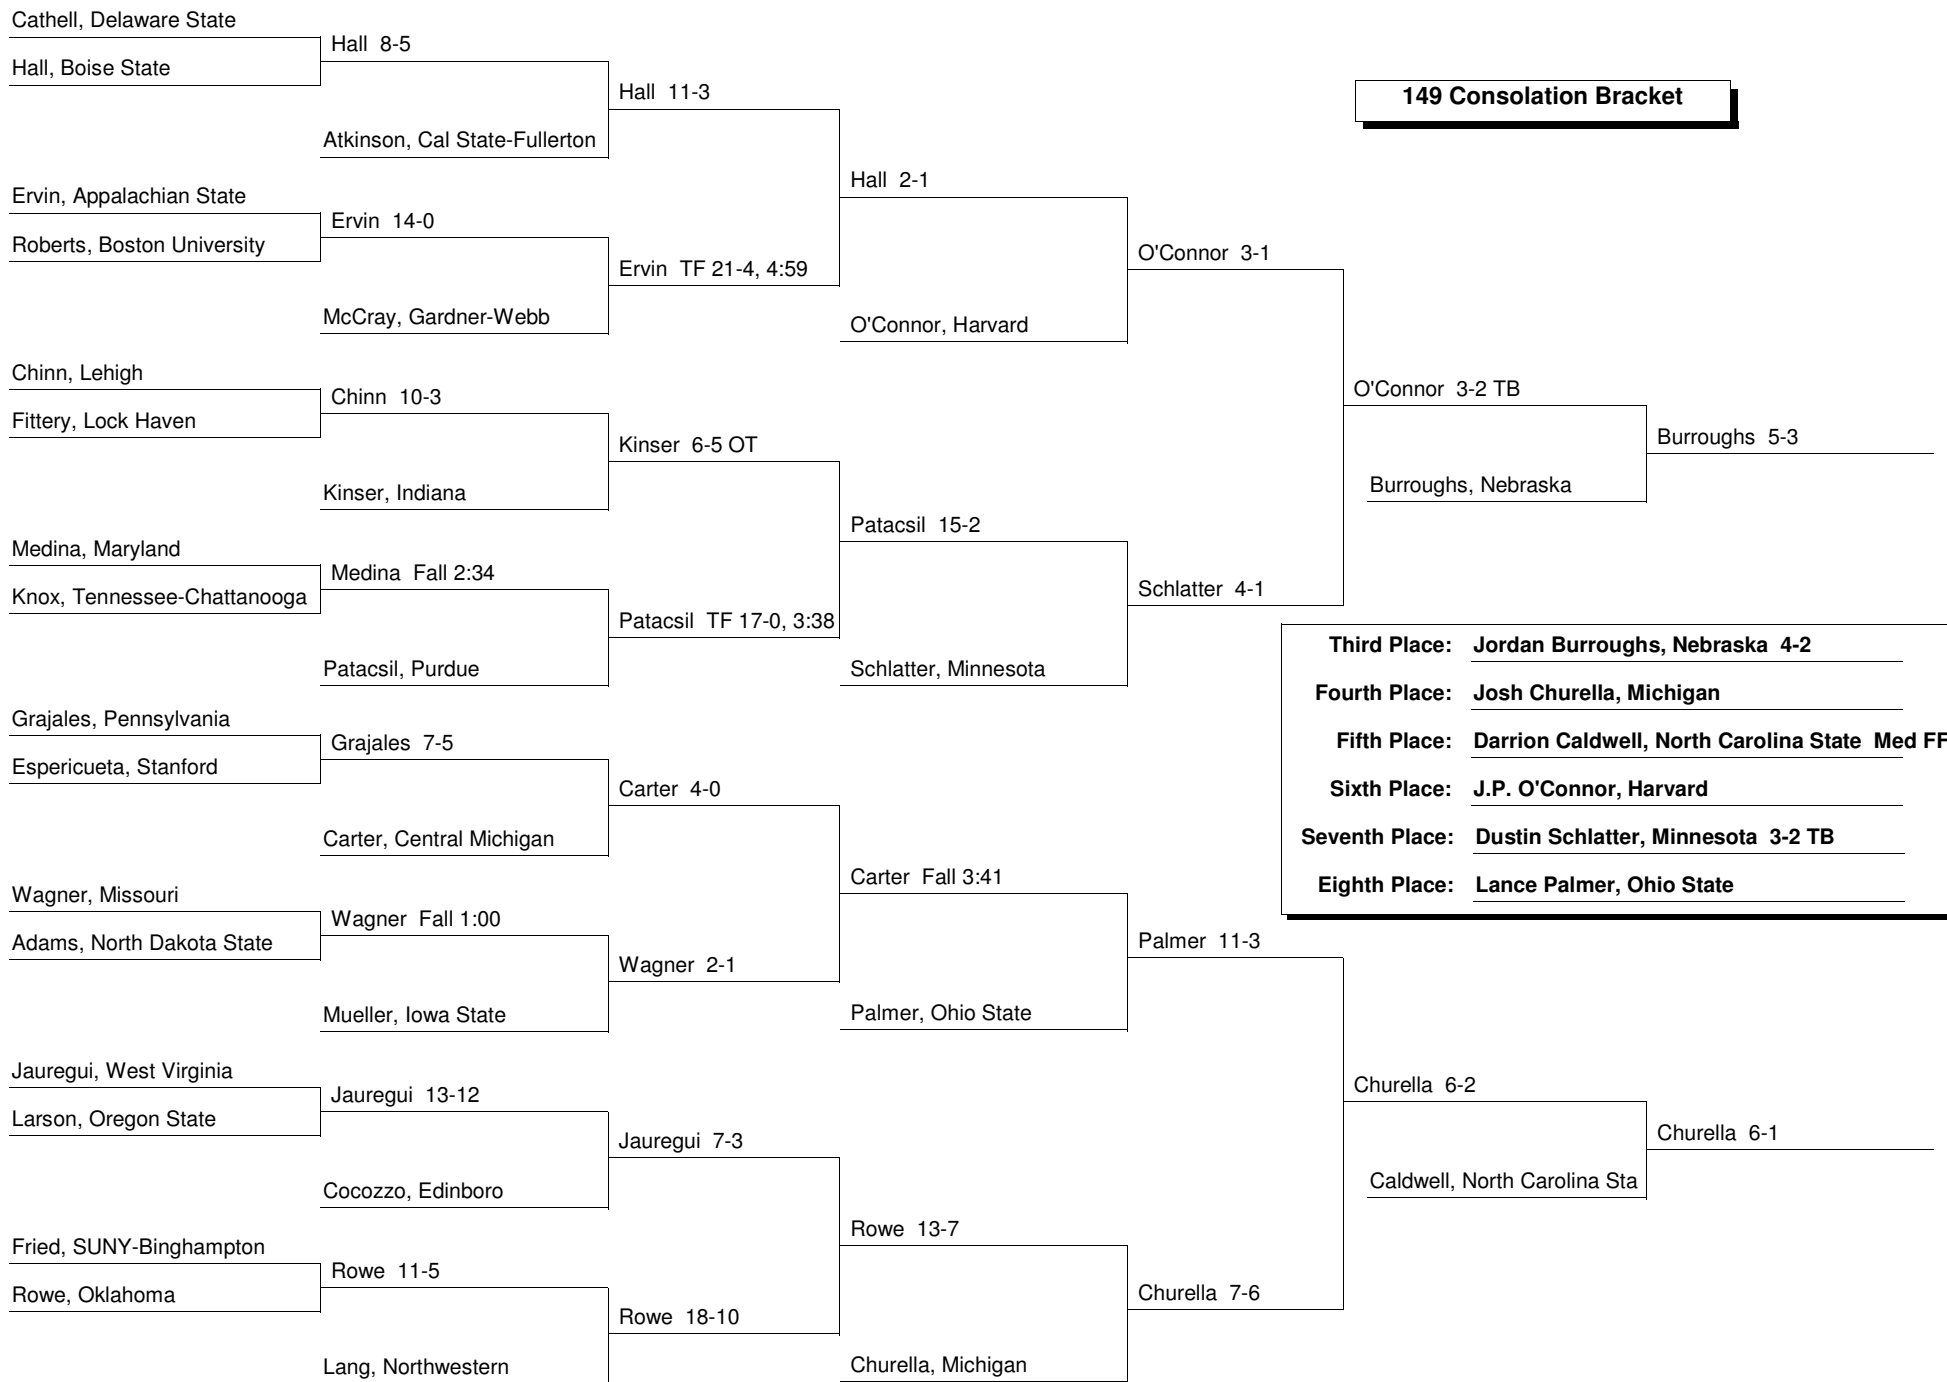 Cathell, Delaware State
Hall 8-5
Hall, Boise State
Hall 11-3
149 Consolation Bracket
Atkinson, Cal State-Fullerton
Hall 2-1
Ervin, Appalachian State
Ervin 14-0
Roberts, Boston University
O'Connor 3-1
Ervin TF 21-4, 4:59
McCray, Gardner-Webb
O'Connor, Harvard
Chinn, Lehigh
Chinn 10-3
O'Connor 3-2 TB
Fittery, Lock Haven
Burroughs 5-3
Kinser 6-5 OT
Burroughs, Nebraska
Kinser, Indiana
Patacsil 15-2
Medina, Maryland
Medina Fall 2:34
Schlatter 4-1
Knox, Tennessee-Chattanooga
Patacsil TF 17-0, 3:38
Patacsil, Purdue
Schlatter, Minnesota
Third Place: Jordan Burroughs, Nebraska 4-2
Fourth Place: Josh Churella, Michigan
Fifth Place: Darrion Caldwell, North Carolina State Med FF
Sixth Place: J.P. O'Connor, Harvard
Seventh Place: Dustin Schlatter, Minnesota 3-2 TB
Eighth Place: Lance Palmer, Ohio State
Grajales, Pennsylvania
Grajales 7-5
Espericueta, Stanford
Carter 4-0
Carter, Central Michigan
Carter Fall 3:41
Wagner, Missouri
Wagner Fall 1:00
Adams, North Dakota State
Palmer 11-3
Wagner 2-1
Mueller, Iowa State
Palmer, Ohio State
Jauregui, West Virginia
Jauregui 13-12
Churella 6-2
Larson, Oregon State
Churella 6-1
Jauregui 7-3
Caldwell, North Carolina Sta
Cocozzo, Edinboro
Rowe 13-7
Fried, SUNY-Binghampton
Rowe 11-5
Rowe, Oklahoma
Churella 7-6
Rowe 18-10
Lang, Northwestern
Churella, Michigan